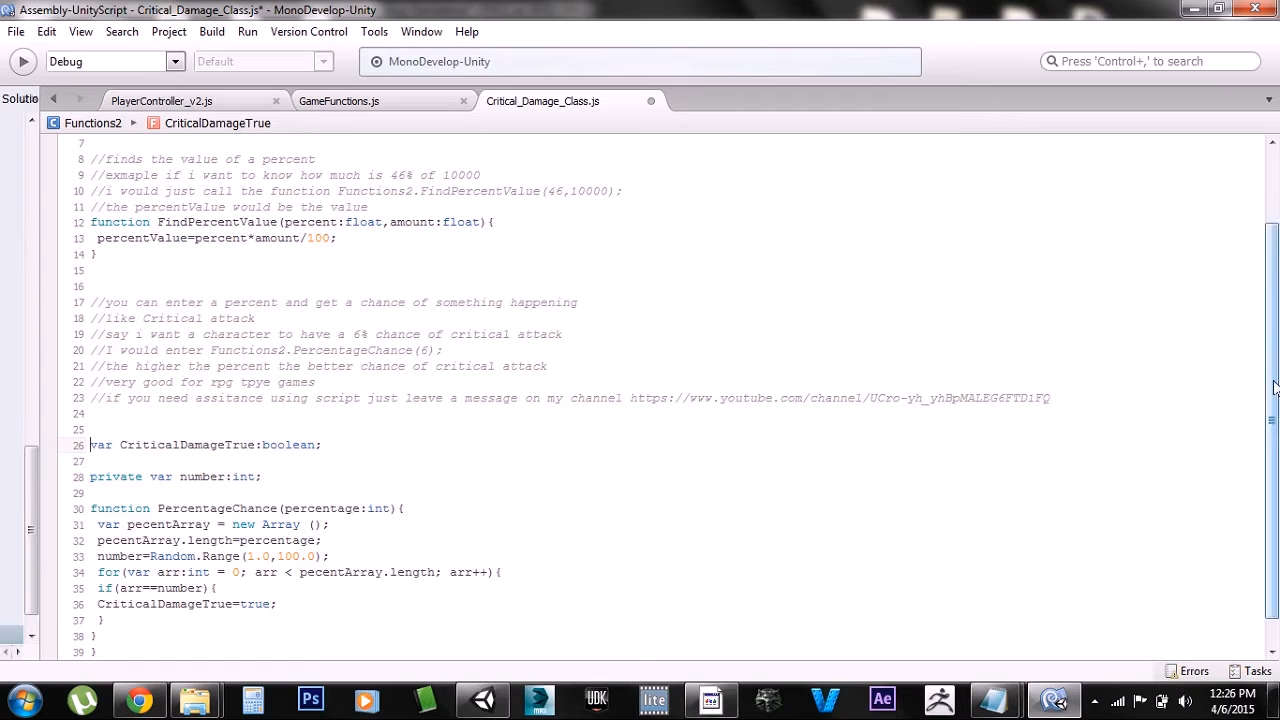 Assembly-UnityScript - Critical_Damage_Class.js* - MonoDevelop-Unity
File Edit View Search Project Build Run Version Control Tools Window Help
Debug Default MonoDevelop-Unity Press 'Control+,' to search
Solutio PlayerController_v2.js GameFunctions.js Critical_Damage_Class.js
Functions2 CriticalDamageTrue
7
8 //finds the value of a percent
9 //exmaple if i want to know how much is 46% of 10000
10 //i would just call the function Functions2.FindPercentValue(46,10000);
11 //the percentValue would be the value
12 function FindPercentValue(percent:float,amount:float){
13 percentValue=percent*amount/100;
14 }
15
16
17 //you can enter a percent and get a chance of something happening
18 //like Critical attack
19 //say i want a character to have a 6% chance of critical attack
20 //I would enter Functions2.PercentageChance(6);
21 //the higher the percent the better chance of critical attack
22 //very good for rpg tpye games
23 //if you need assitance using script just leave a message on my channel https://www.youtube.com/channel/UCro-yh_yhBpMALEG6FTD1FQ
24
25
26 var CriticalDamageTrue:boolean;
27
28 private var number:int;
29
30 function PercentageChance(percentage:int){
31 var pecentArray = new Array ();
32 pecentArray.length=percentage;
33 number=Random.Range(1.0,100.0);
34 for(var arr:int = 0; arr < pecentArray.length; arr++){
35 if(arr==number){
36 CriticalDamageTrue=true;
37 }
38 }
39 }
Errors Tasks
Ps mri UDK lite Ae 12:26 PM
4/6/2015